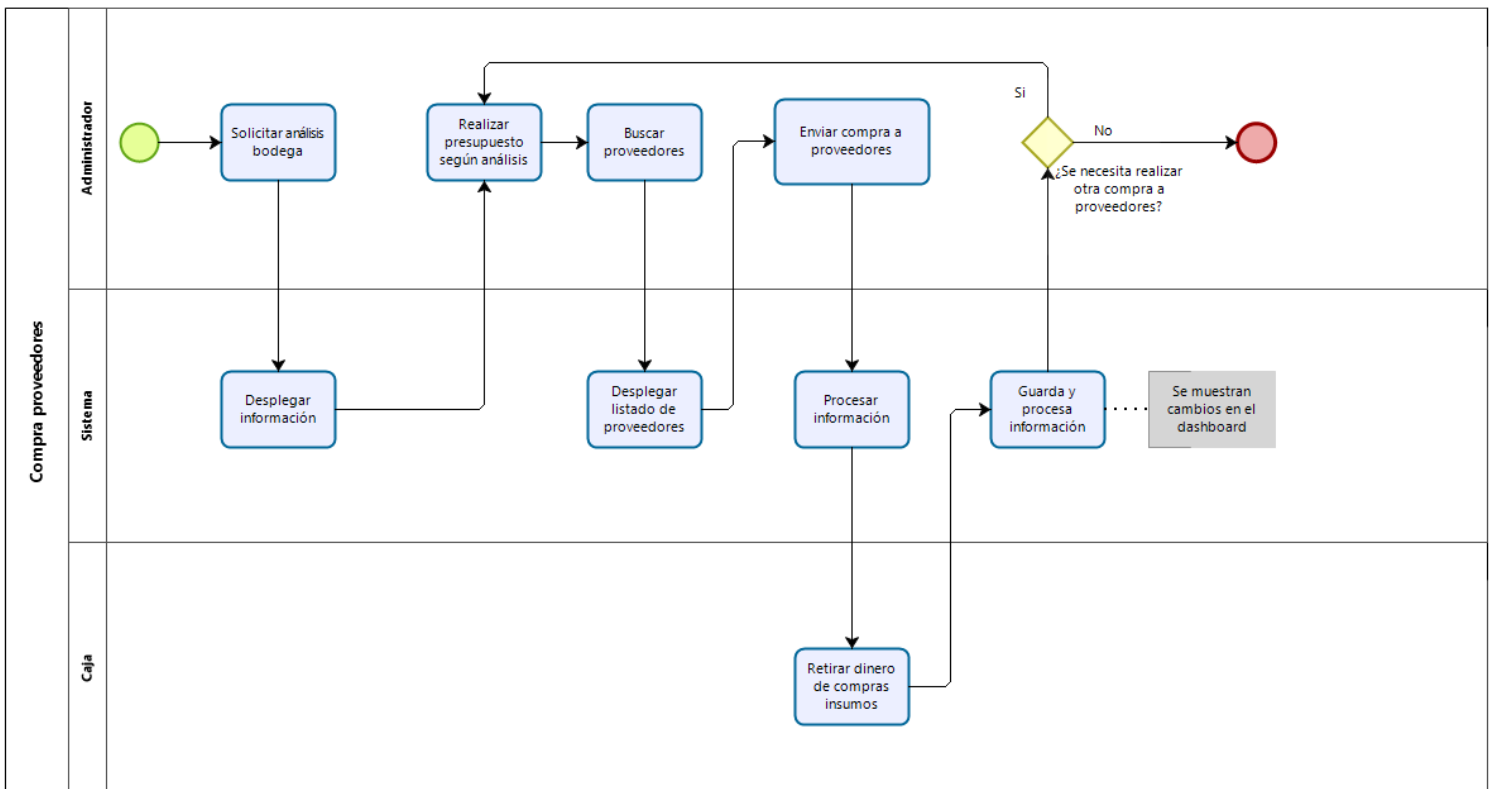 Compra proveedores
Administrador
Solicitar análisis
bodega
Realizar
presupuesto
según análisis
Buscar
proveedores
Enviar compra a
proveedores
Si
No
¿Se necesita realizar
otra compra a
proveedores?
Sistema
Desplegar
información
Desplegar
listado de
proveedores
Procesar
información
Guarda y
procesa
información
Se muestran
cambios en el
dashboard
Caja
Retirar dinero
de compras
insumos